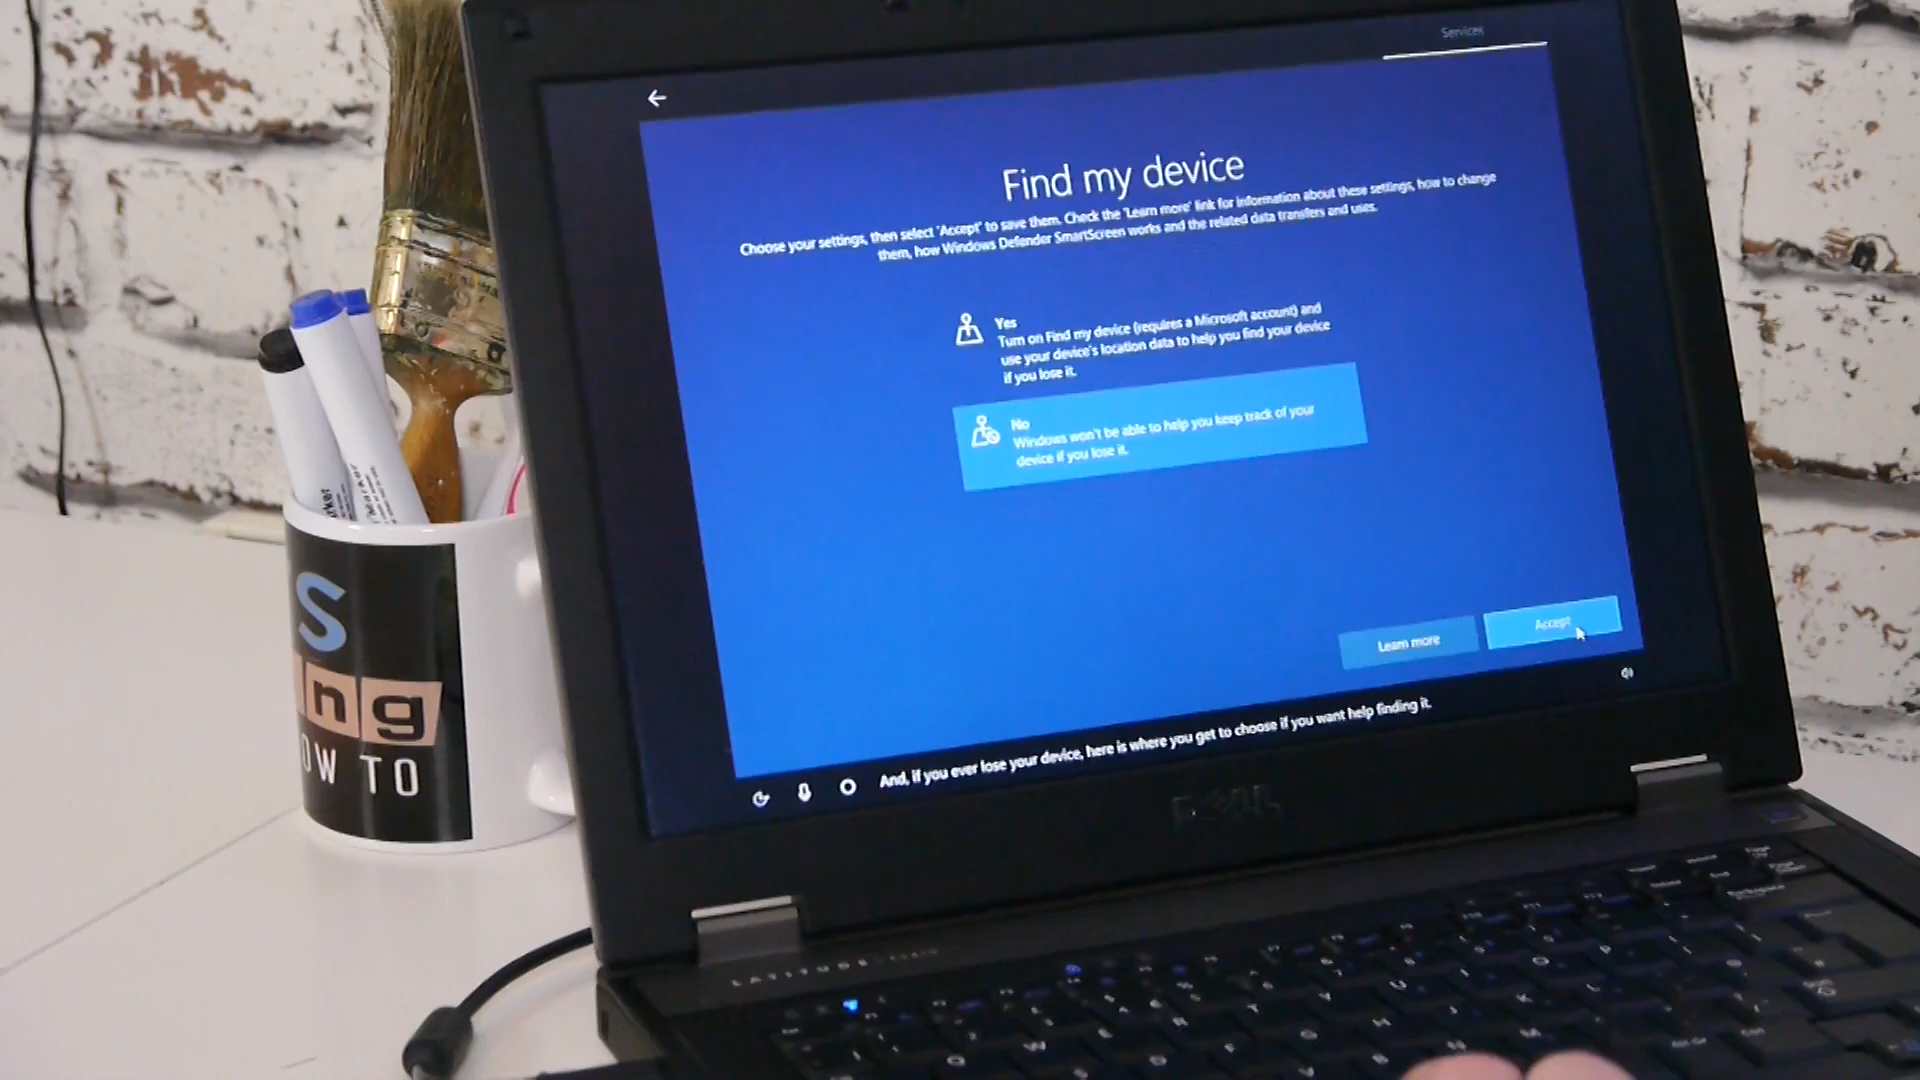 Services
Find my device
Choose your settings, then select 'Accept' to save them. Check the 'Learn more' link for information about these settings, how to change
them, how Windows Defender SmartScreen works and the related data transfers and uses.
Yes
Turn on Find my device (requires a Microsoft account) and
use your device's location data to help you find your device
if you lose it.
No
Windows won't be able to help you keep track of your
device if you lose it.
Learn more
Accept
And, if you ever lose your device, here is where you get to choose if you want help finding it.
DELL
LATITUDE
S
ng
OW TO